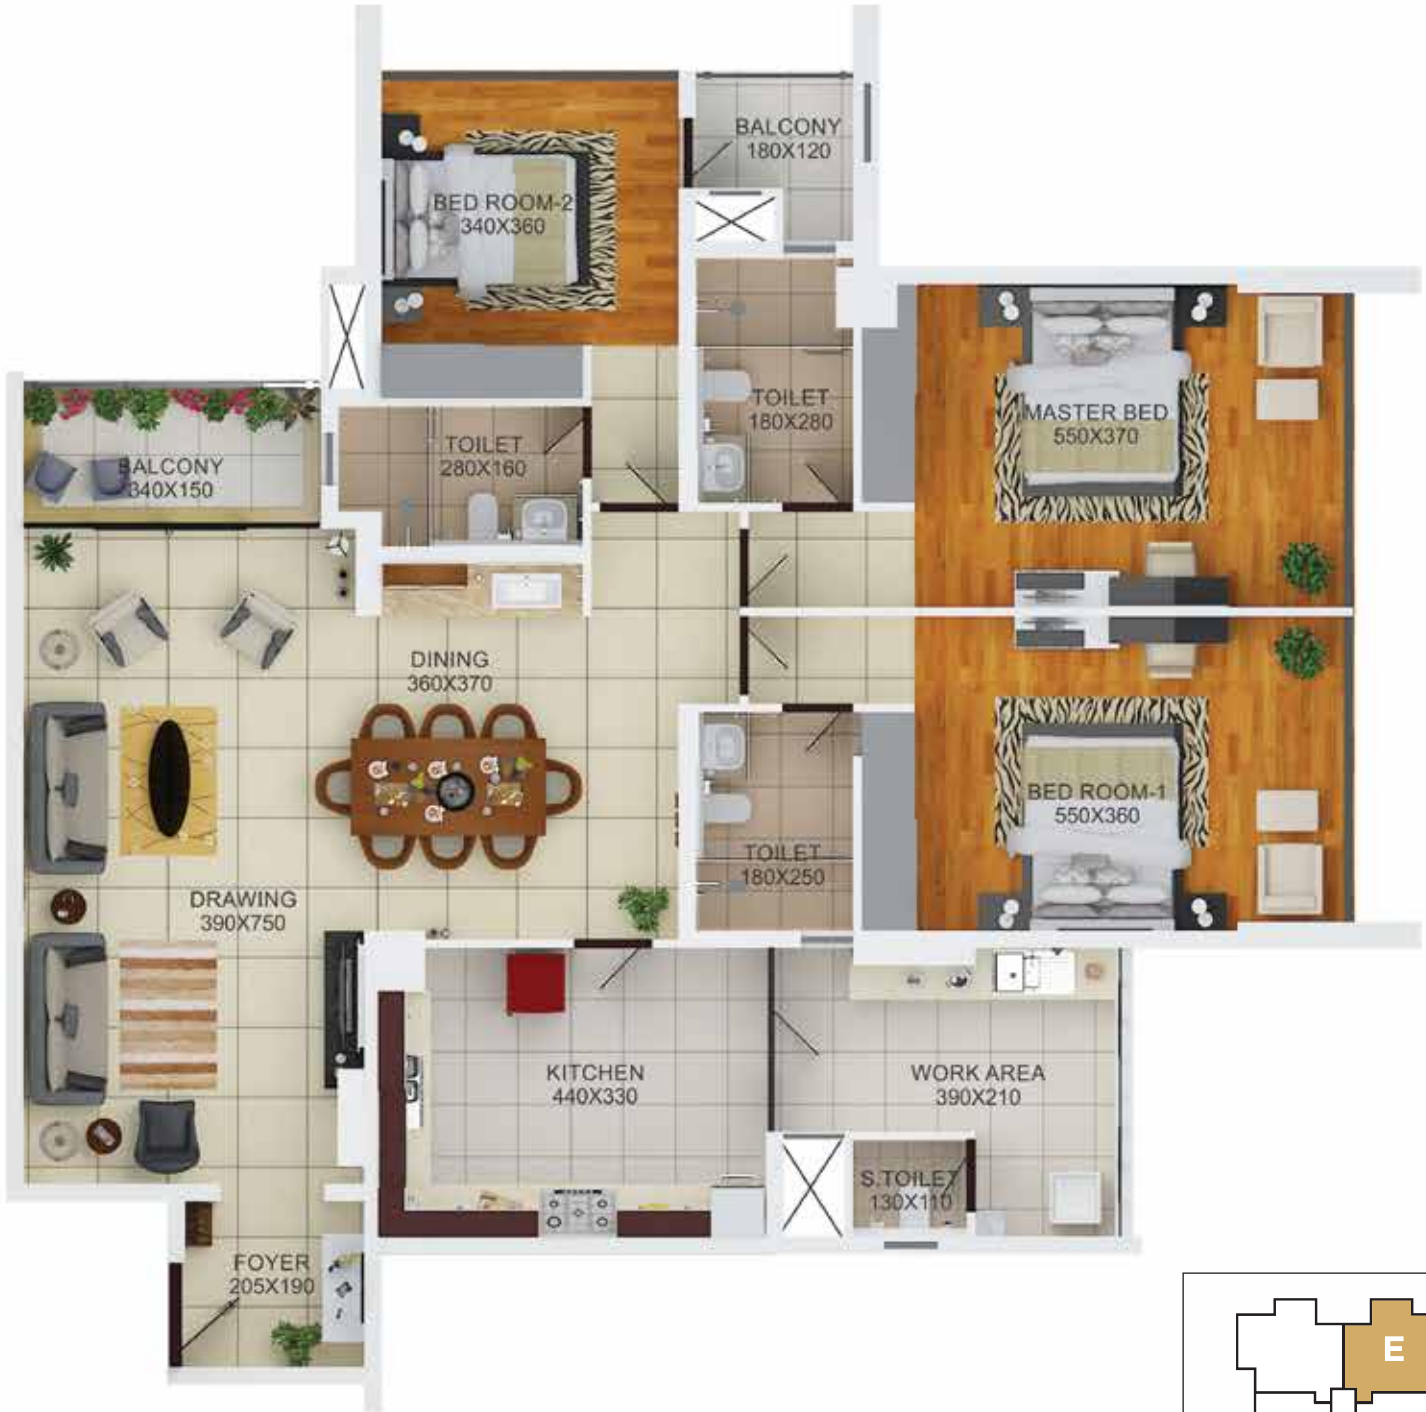 BALCONY
180X120
BED ROOM-2
340X360
TOILET
180X280
MASTER BED
550X370
TOILET
280X160
BALCONY
340X150
DINING
360X370
BED ROOM-1
550X360
TOILET
180X250
DRAWING
390X750
KITCHEN
440X330
WORK AREA
390X210
S.TOILET
130X110
FOYER
205X190
E